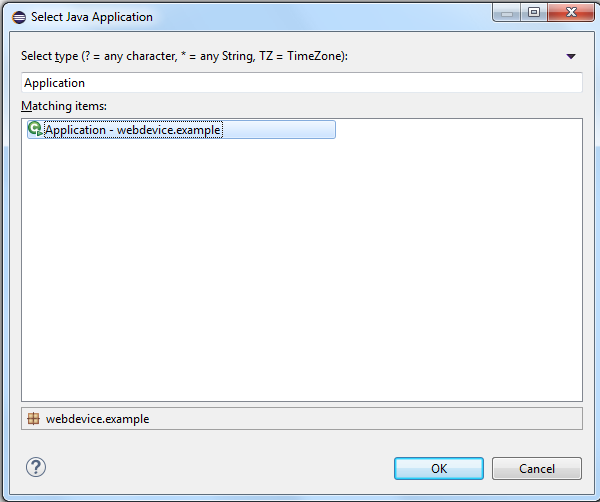 Select Java Application
Select type (? = any character, * = any String, TZ = TimeZone):
Application
Matching items:
Application - webdevice.example
webdevice.example
?
OK
Cancel